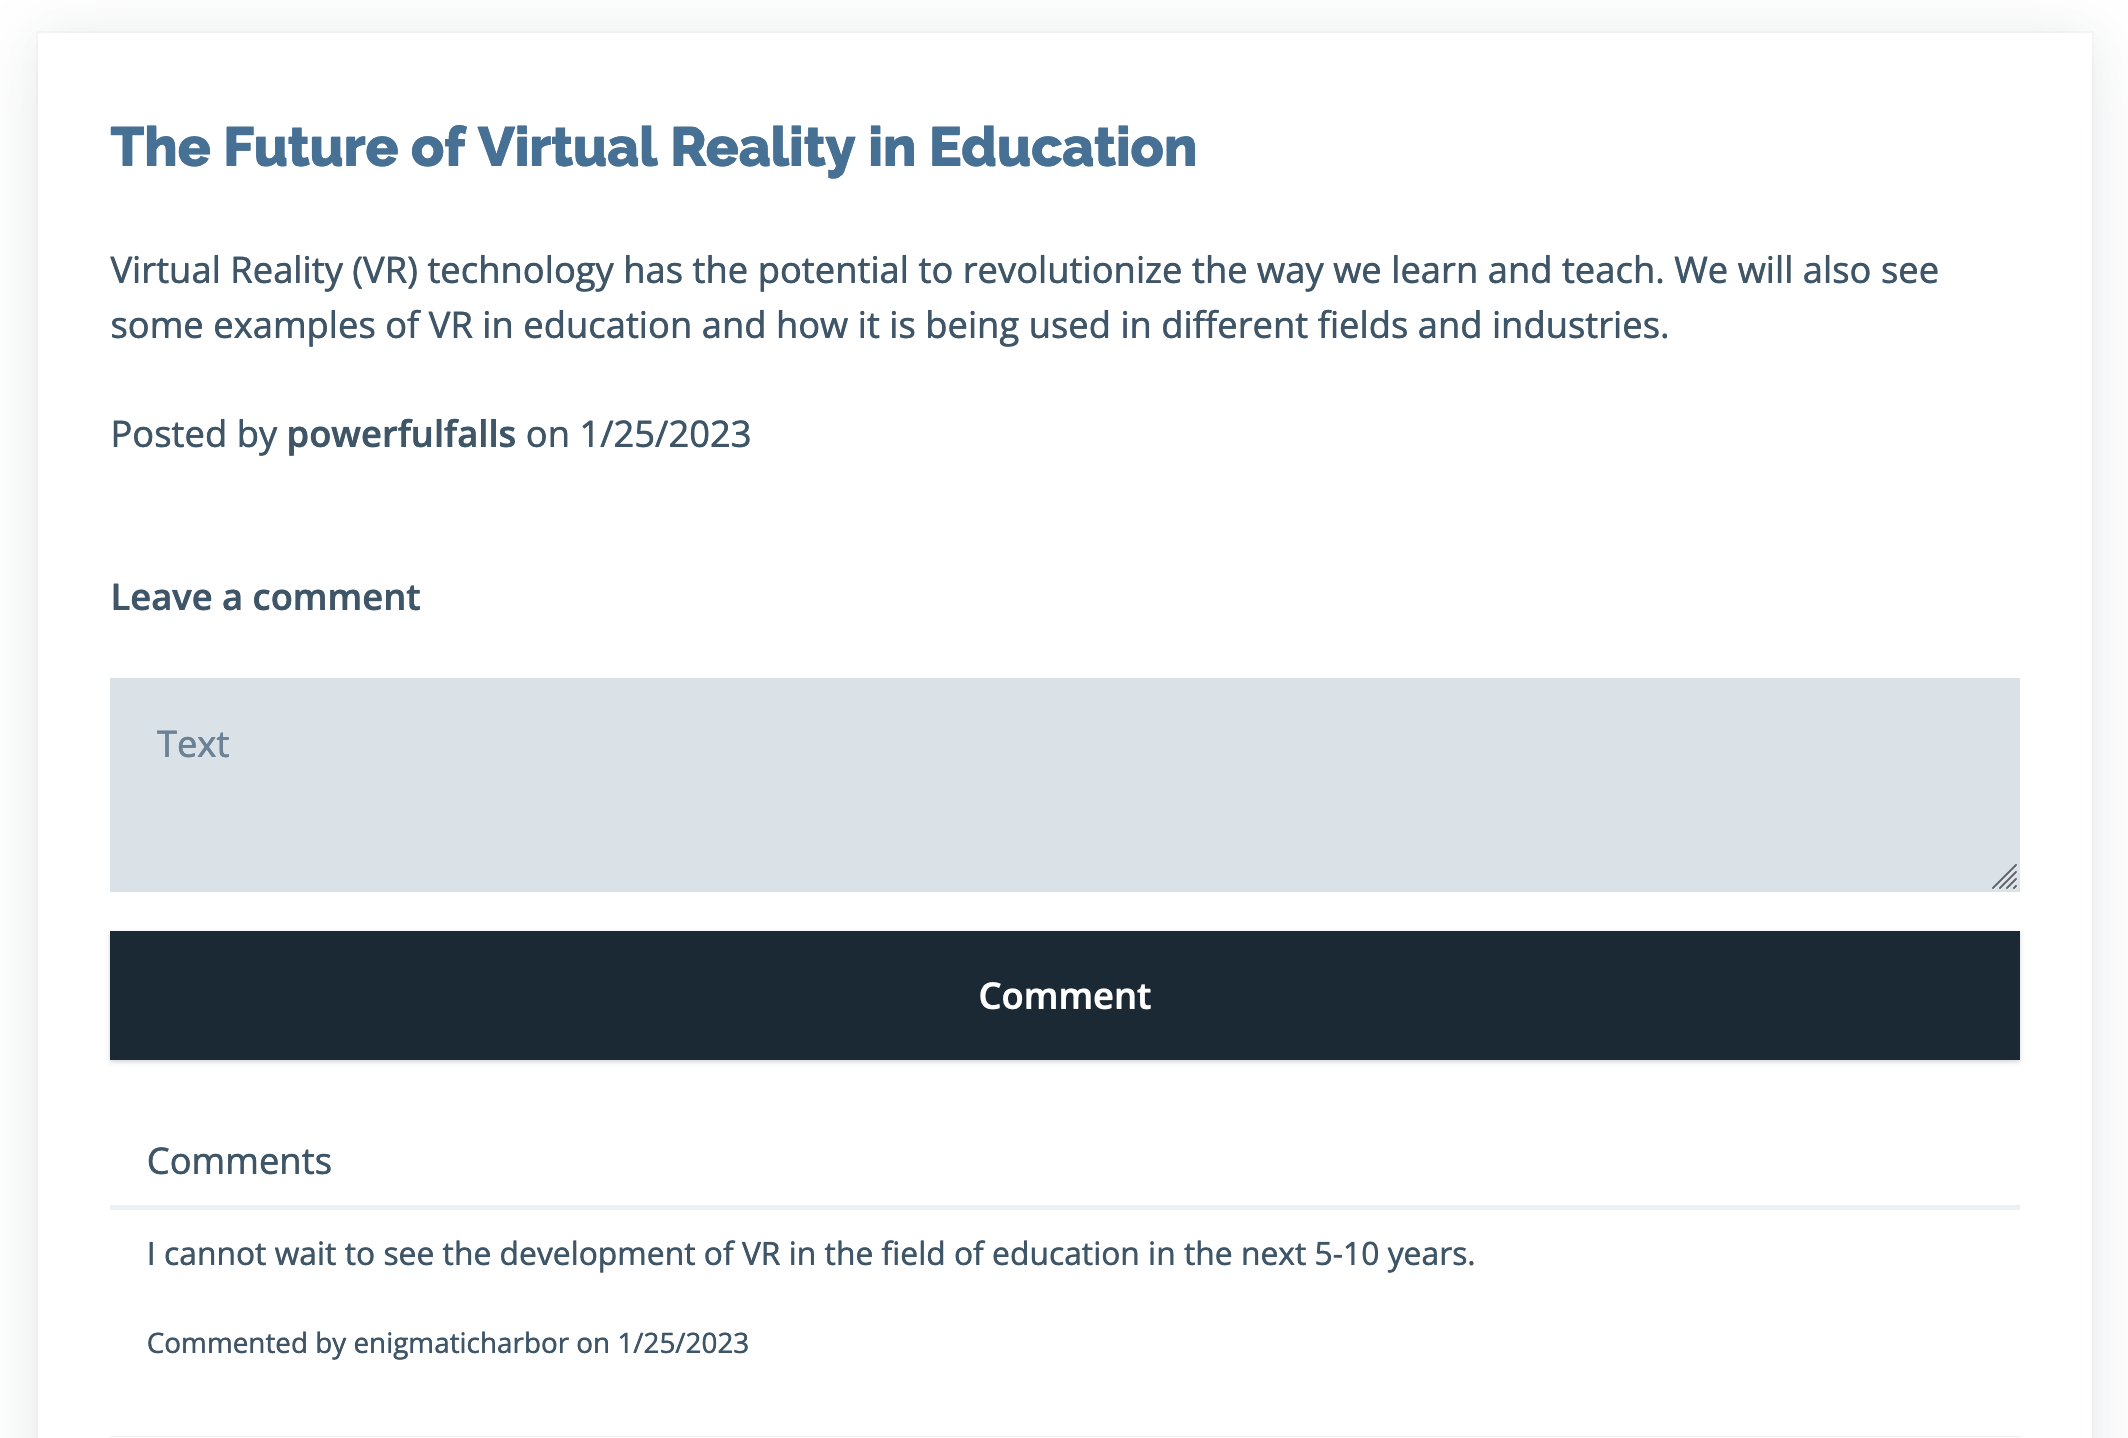 The Future of Virtual Reality in Education
Virtual Reality (VR) technology has the potential to revolutionize the way we learn and teach. We will also see
some examples of VR in education and how it is being used in different fields and industries.
Posted by powerfulfalls on 1/25/2023
Leave a comment
Text
Comment
Comments
I cannot wait to see the development of VR in the field of education in the next 5-10 years.
Commented by enigmaticharbor on 1/25/2023